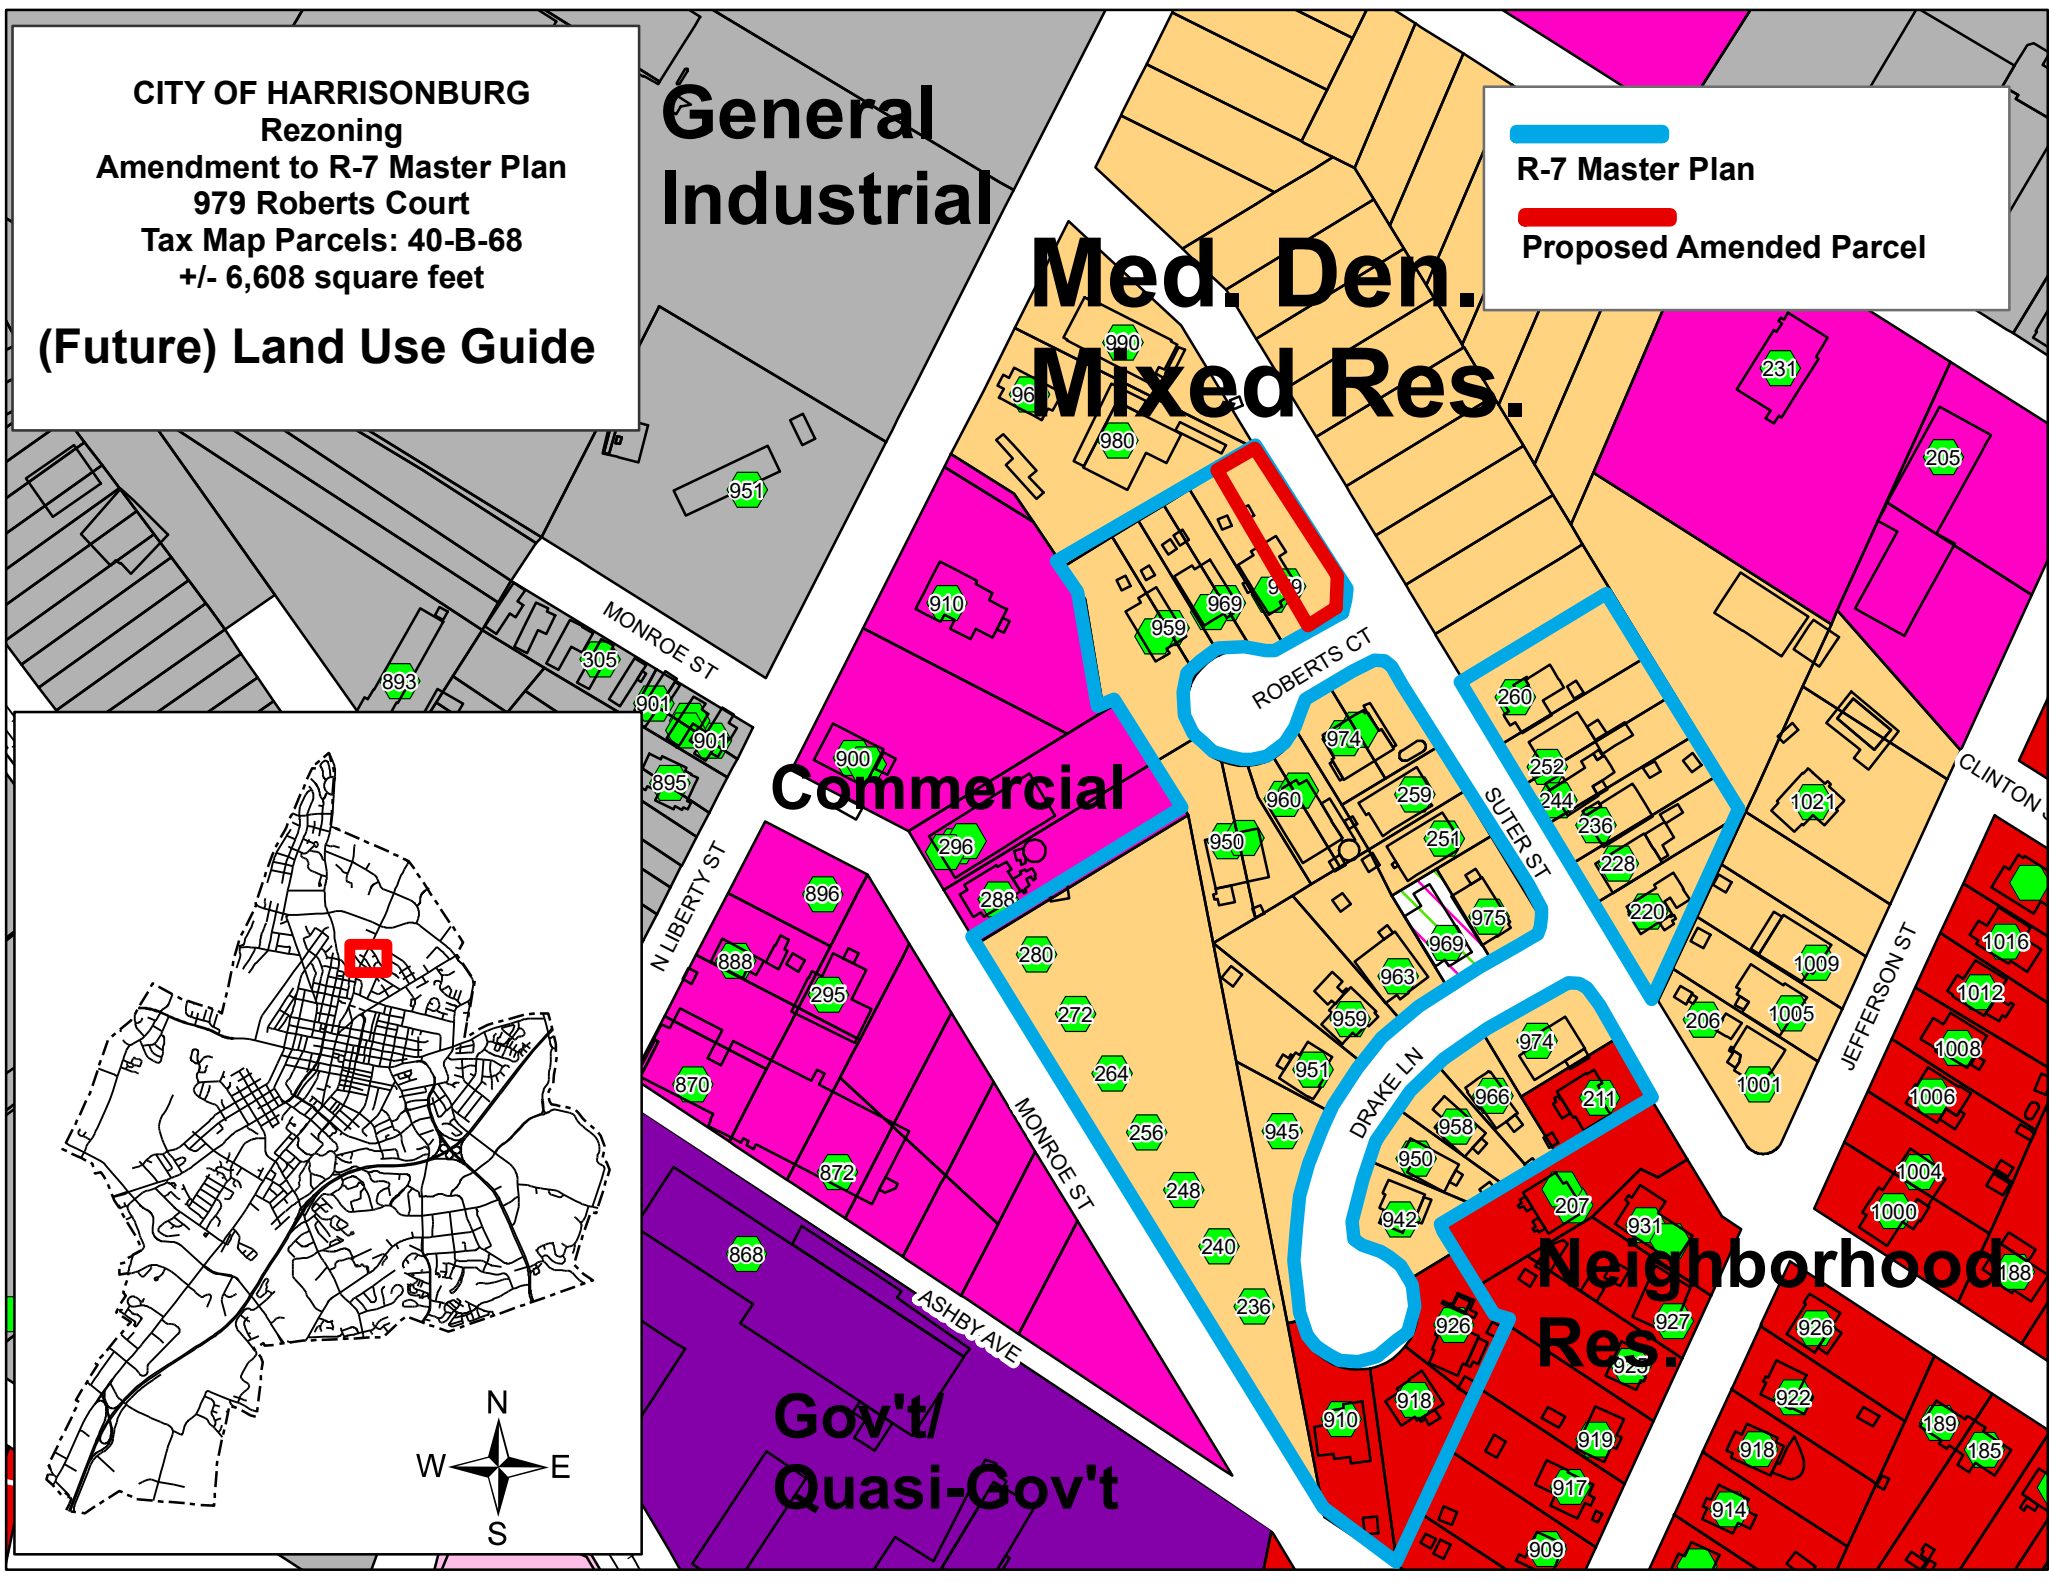 CITY OF HARRISONBURG
Rezoning
Amendment to R-7 Master Plan
979 Roberts Court
Tax Map Parcels: 40-B-68
+/- 6,608 square feet
(Future) Land Use Guide
R-7 Master Plan
Proposed Amended Parcel
General
Industrial
Med. Den.
Mixed Res.
Commercial
Neighborhood
Res.
Gov't/
Quasi-Gov't
MONROE ST
N LIBERTY ST
ROBERTS CT
SUTER ST
CLINTON
JEFFERSON ST
DRAKE LN
MONROE ST
ASHBY AVE
N
W
E
S
990
980
951
231
205
910
959
969
979
893
305
901
901
895
900
296
288
974
960
950
259
251
260
252
244
236
228
220
1021
975
969
963
959
951
945
896
888
295
870
872
868
280
272
264
256
248
240
236
974
966
958
950
942
211
207
931
927
926
918
910
206
1009
1005
1001
1016
1012
1008
1006
1004
1000
188
926
922
918
914
189
185
919
917
909